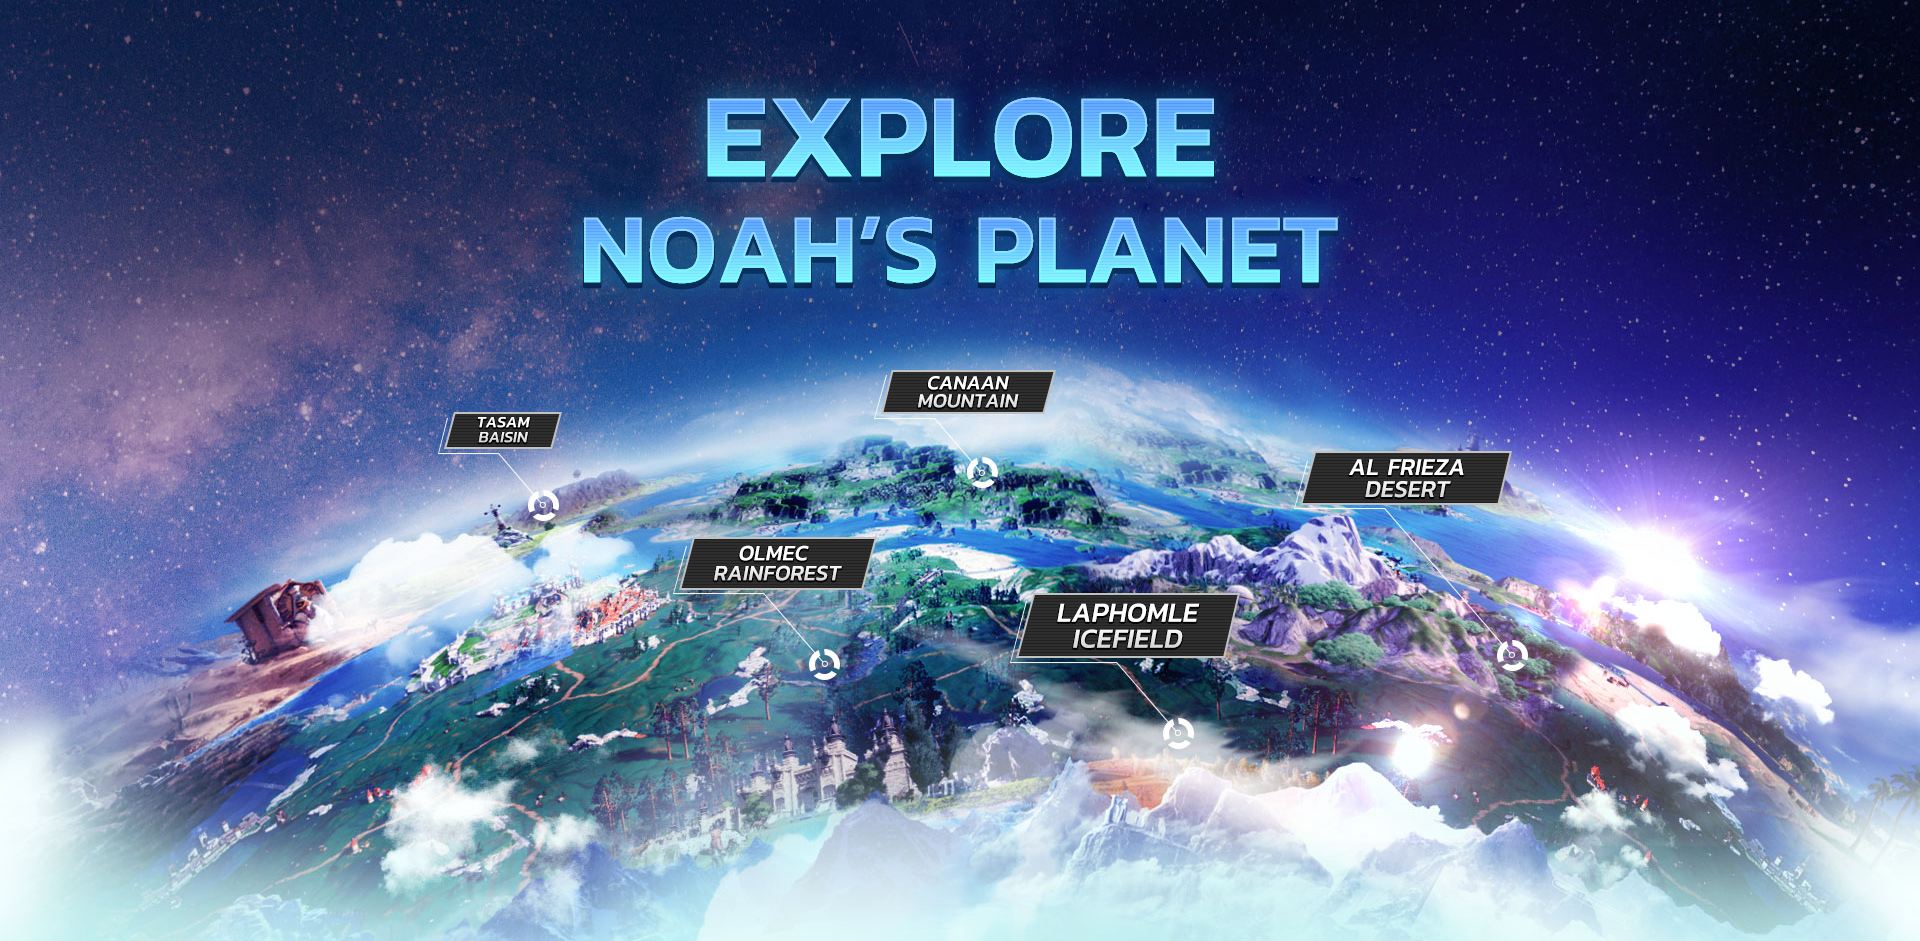 EXPLORE
NOAH'S PLANET
CANAAN
MOUNTAIN
TASAM
BAISIN
AL FRIEZA
DESERT
OLMEC
RAINFOREST
LAPHOMLE
ICEFIELD